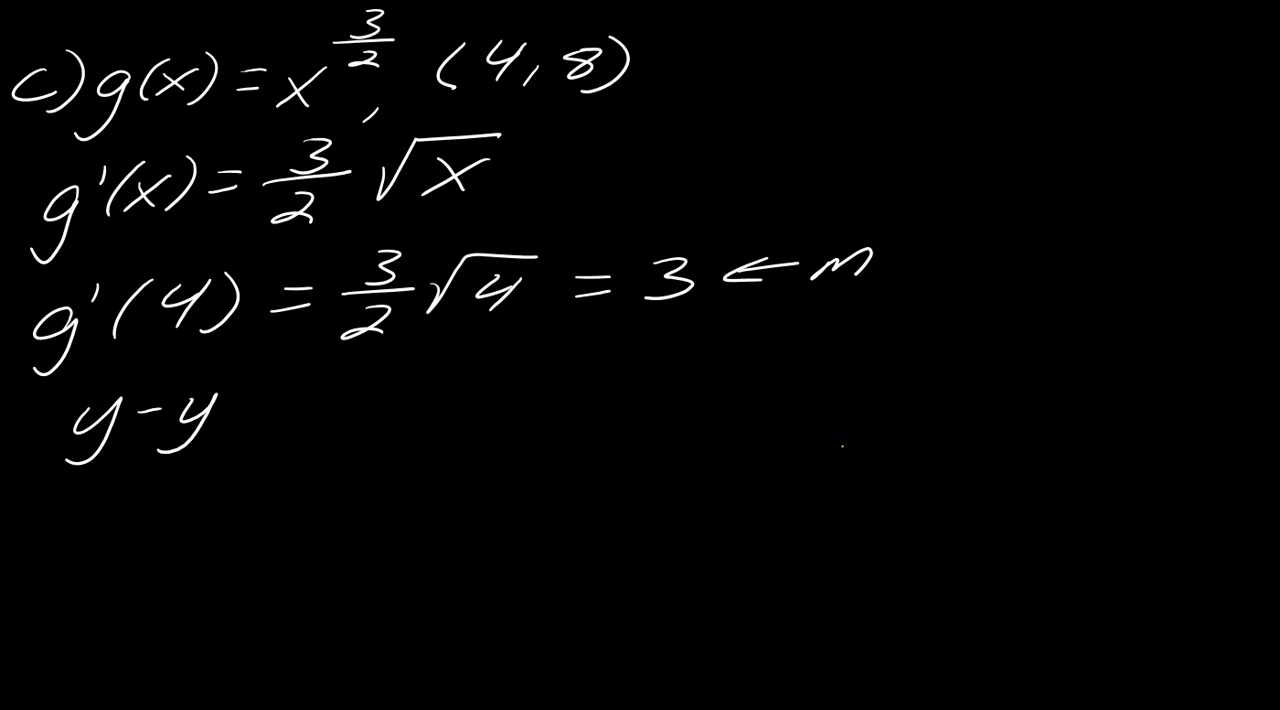 c) g(x) = x^(3/2), (4, 8)
g'(x) = 3/2 √x
g'(4) = 3/2 √4 = 3 ← m
y - y